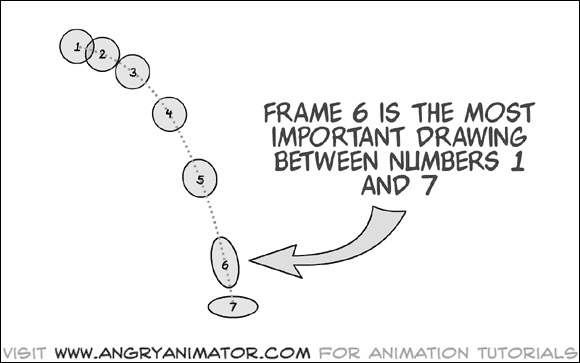 1 2
3
4
FRAME 6 IS THE MOST
IMPORTANT DRAWING
BETWEEN NUMBERS 1
AND 7
5
6
7
VISIT WWW.ANGRYANIMATOR.COM FOR ANIMATION TUTORIALS